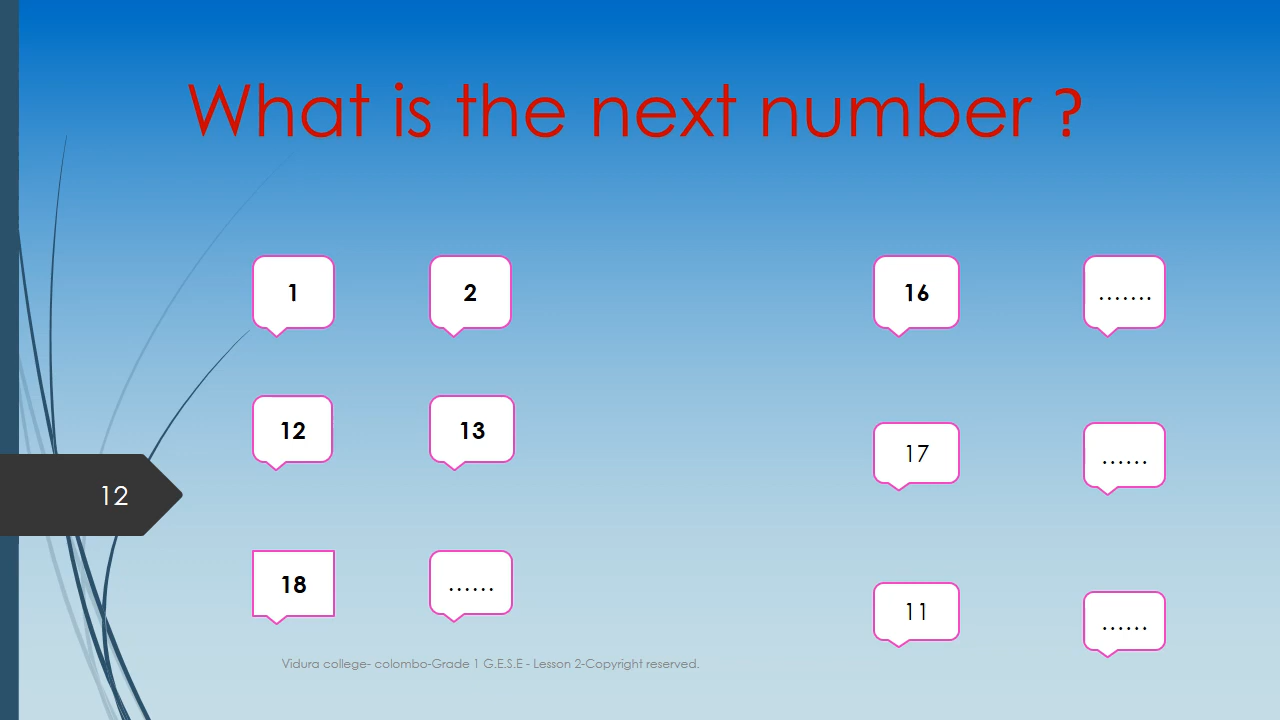 What is the next number ?
1 2 16 .......
12 13
17 ......
12
18 ......
11 ......
Vidura college- colombo-Grade 1 G.E.S.E - Lesson 2-Copyright reserved.